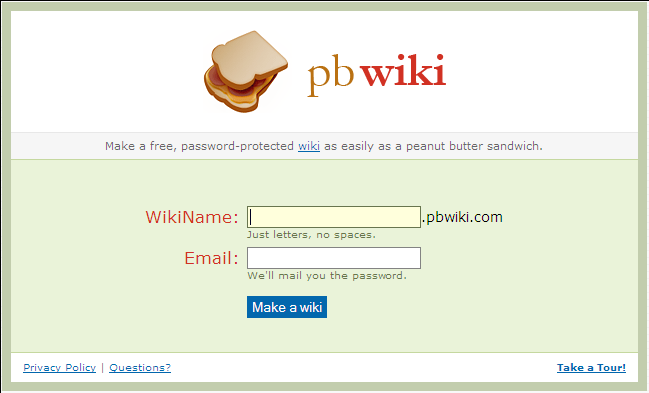 pbwiki
Make a free, password-protected wiki as easily as a peanut butter sandwich.
WikiName: .pbwiki.com
Just letters, no spaces.
Email:
We'll mail you the password.
Make a wiki
Privacy Policy | Questions? Take a Tour!